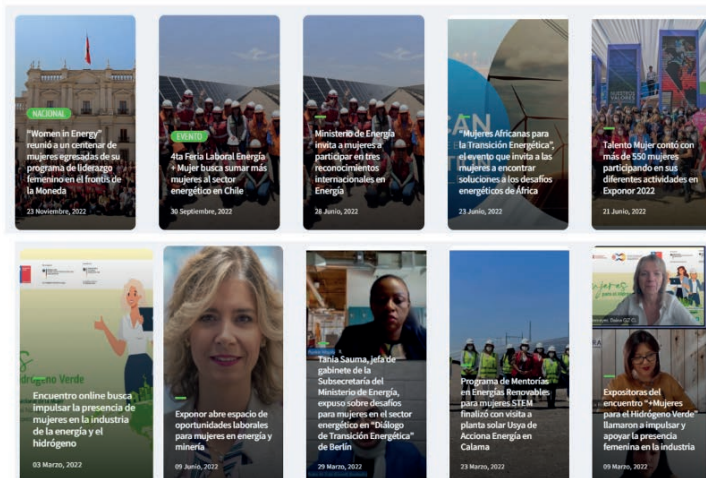 NACIONAL
"Women in Energy"
reunió a un centenar de
mujeres egresadas de su
programa de liderazgo
femenino en el frontis de
la Moneda
23 Noviembre, 2022
EVENTO
4ta Feria Laboral Energía
+ Mujer busca sumar más
mujeres al sector
energético en Chile
30 Septiembre, 2022
Ministerio de Energía
invita a mujeres a
participar en tres
reconocimientos
internacionales en
Energía
28 Junio, 2022
"Mujeres Africanas para
la Transición Energética",
el evento que invita a las
mujeres a encontrar
soluciones a los desafíos
energéticos de África
23 Junio, 2022
NUESTROS
VALORES
Talento Mujer contó con
más de 550 mujeres
participando en sus
diferentes actividades en
Exponor 2022
21 Junio, 2022
Hidrógeno Verde
Encuentro online busca
impulsar la presencia de
mujeres en la industria
de la energía y el
hidrógeno
03 Marzo, 2022
Exponor abre espacio de
oportunidades laborales
para mujeres en energía y
minería
09 Junio, 2022
Tania Sauma, jefa de
gabinete de la
Subsecretaría del
Ministerio de Energía,
expuso sobre desafíos
para mujeres en el sector
energético en "Diálogo
de Transición Energética"
de Berlín
29 Marzo, 2022
Programa de Mentorías
en Energías Renovables
para mujeres STEM
finalizó con visita a
planta solar Usya de
Acciona Energía en
Calama
23 Marzo, 2022
Expositoras del
encuentro "+Mujeres
para el Hidrógeno Verde"
llamaron a impulsar y
apoyar la presencia
femenina en la industria
09 Marzo, 2022